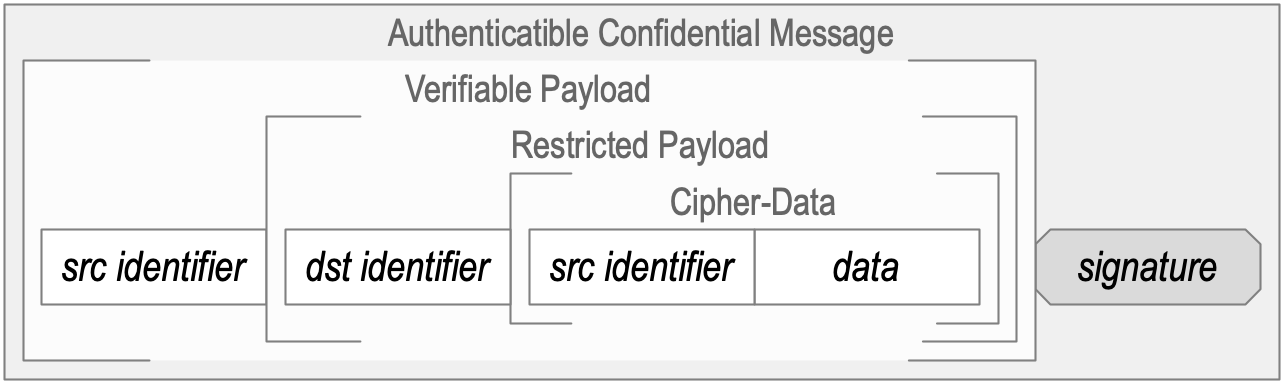 Authenticatible Confidential Message
Verifiable Payload
Restricted Payload
Cipher-Data
src identifier dst identifier src identifier data signature